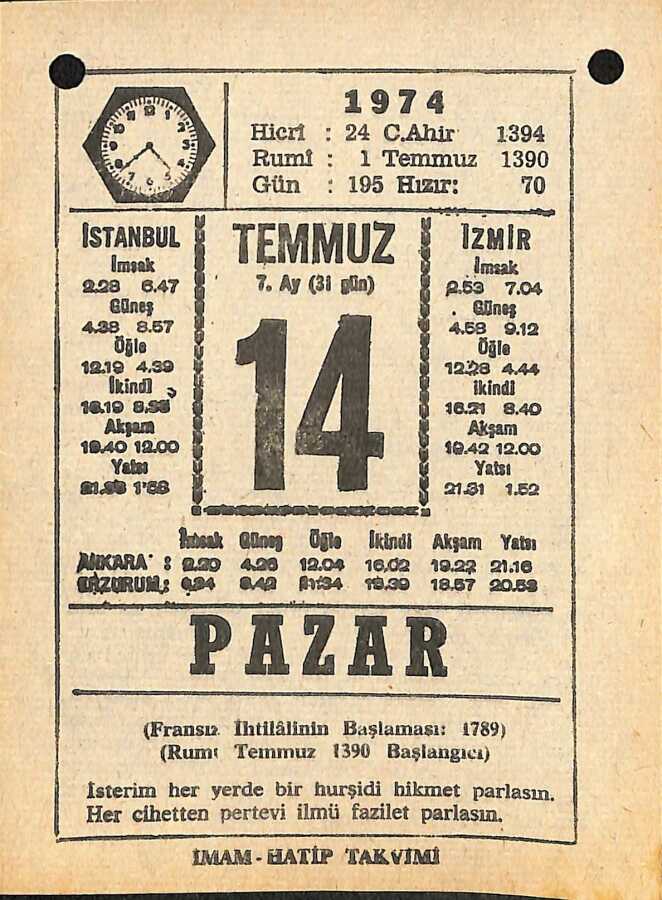 1974
Hicrî : 24 C.Ahir 1394
Rumî : 1 Temmuz 1390
Gün : 195 Hızır: 70
İSTANBUL
İmsak
2.28 6.47
Güneş
4.38 8.57
Öğle
12.19 4.39
İkindi
16.19
Akşam
19.40 12.00
Yatsı
TEMMUZ
7. Ay (31 gün)
14
İZMİR
İmsak
2.53 7.04
Güneş
4.58 9.12
Öğle
12.28 4.44
İkindi
16.21 8.40
Akşam
19.42 12.00
Yatsı
21.31 1.52
İmsak Güneş Öğle İkindi Akşam Yatsı
ANKARA : 2.20 4.26 12.04 16.02 19.22 21.16
ERZURUM: 18.57 20.53
PAZAR
(Fransız İhtilâlinin Başlaması: 1789)
(Rumi Temmuz 1390 Başlangıcı)
İsterim her yerde bir hurşidi hikmet parlasın.
Her cihetten pertevi ilmü fazilet parlasın.
İMAM - HATİP TAKVİMİ